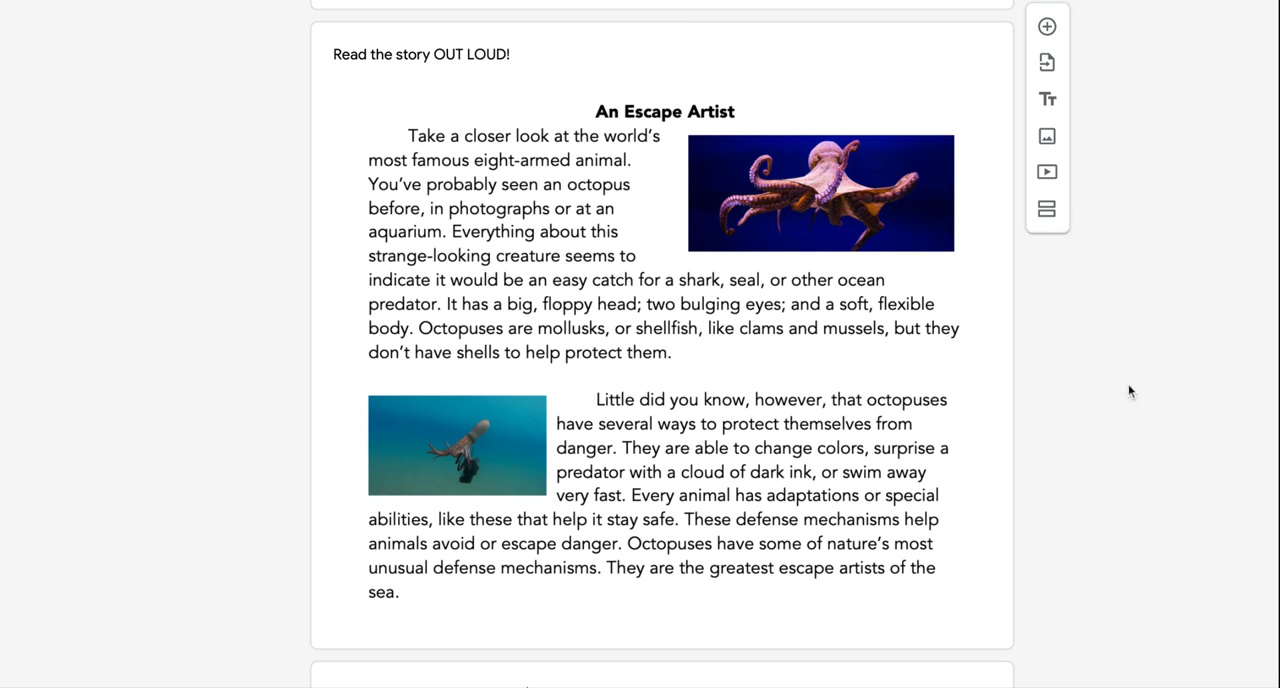 Read the story OUT LOUD!
An Escape Artist
Take a closer look at the world's
most famous eight-armed animal.
You've probably seen an octopus
before, in photographs or at an
aquarium. Everything about this
strange-looking creature seems to
indicate it would be an easy catch for a shark, seal, or other ocean
predator. It has a big, floppy head; two bulging eyes; and a soft, flexible
body. Octopuses are mollusks, or shellfish, like clams and mussels, but they
don't have shells to help protect them.
Little did you know, however, that octopuses
have several ways to protect themselves from
danger. They are able to change colors, surprise a
predator with a cloud of dark ink, or swim away
very fast. Every animal has adaptations or special
abilities, like these that help it stay safe. These defense mechanisms help
animals avoid or escape danger. Octopuses have some of nature's most
unusual defense mechanisms. They are the greatest escape artists of the
sea.
TT